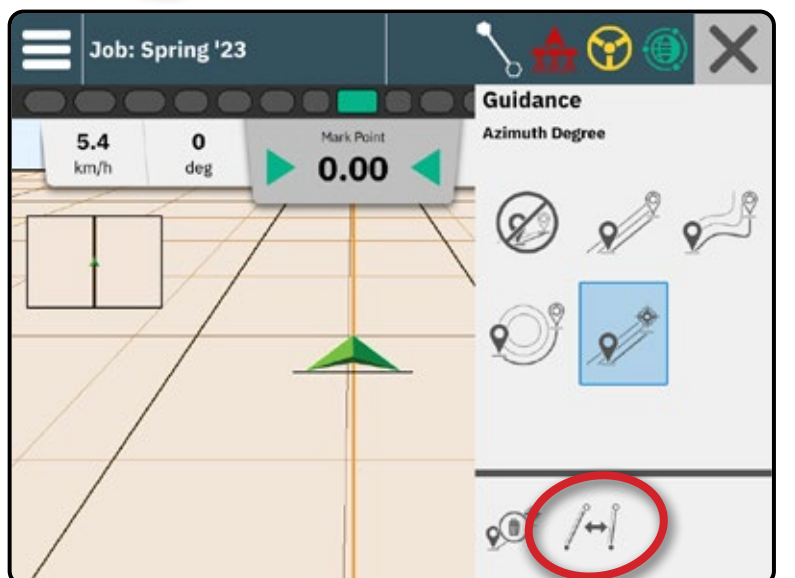 Job: Spring '23
Guidance
Azimuth Degree
5.4
km/h
0
deg
Mark Point
0.00